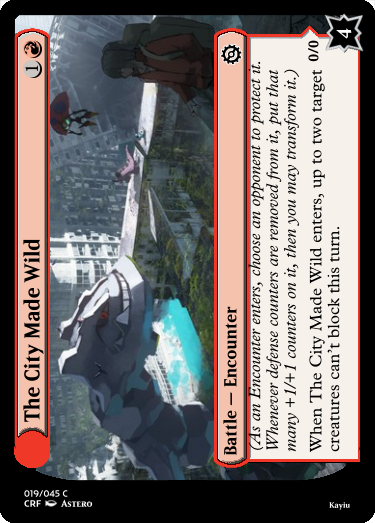 The City Made Wild
1
Battle — Encounter
(As an Encounter enters, choose an opponent to protect it.
Whenever defense counters are removed from it, put that
many +1/+1 counters on it, then you may transform it.)
When The City Made Wild enters, up to two target
creatures can't block this turn.
0/0
4
019/045 C
CRF ASTERO
Kayiu